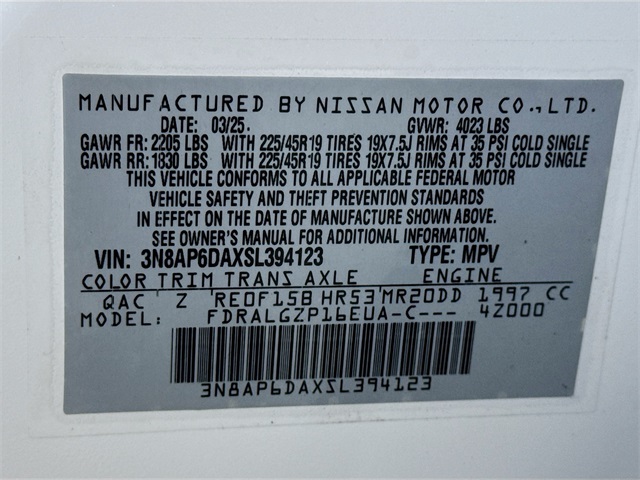 MANUFACTURED BY NISSAN MOTOR CO., LTD.
DATE: 03/25. GVWR: 4023 LBS
GAWR FR: 2205 LBS WITH 225/45R19 TIRES 19X7.5J RIMS AT 35 PSI COLD SINGLE
GAWR RR: 1830 LBS WITH 225/45R19 TIRES 19X7.5J RIMS AT 35 PSI COLD SINGLE
THIS VEHICLE CONFORMS TO ALL APPLICABLE FEDERAL MOTOR
VEHICLE SAFETY AND THEFT PREVENTION STANDARDS
IN EFFECT ON THE DATE OF MANUFACTURE SHOWN ABOVE.
SEE OWNER'S MANUAL FOR ADDITIONAL INFORMATION.
VIN: 3N8AP6DAXSL394123 TYPE: MPV
COLOR TRIM TRANS AXLE ENGINE
QAC Z RE0F15B HR53 MR20DD 1997 CC
MODEL: FDRALGZP16EUA-C--- 4Z000
3N8AP6DAXSL394123